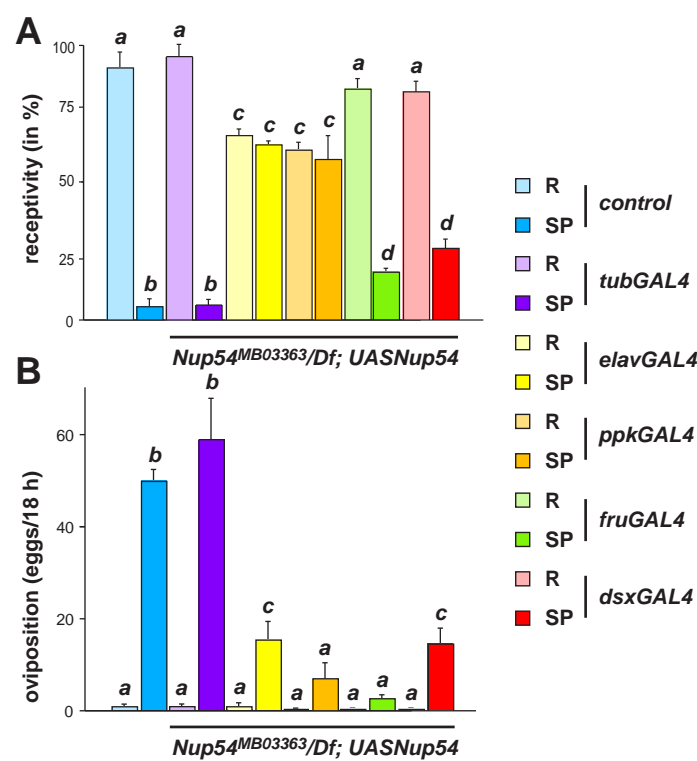 A
receptivity (in %)
100
75
50
25
0
a b a b c c c c a d a d
Nup54MB03363/Df; UASNup54
B
oviposition (eggs/18 h)
60
40
20
0
a b a b a c a a a a a c
Nup54MB03363/Df; UASNup54
R
SP
control
R
SP
tubGAL4
R
SP
elavGAL4
R
SP
ppkGAL4
R
SP
fruGAL4
R
SP
dsxGAL4